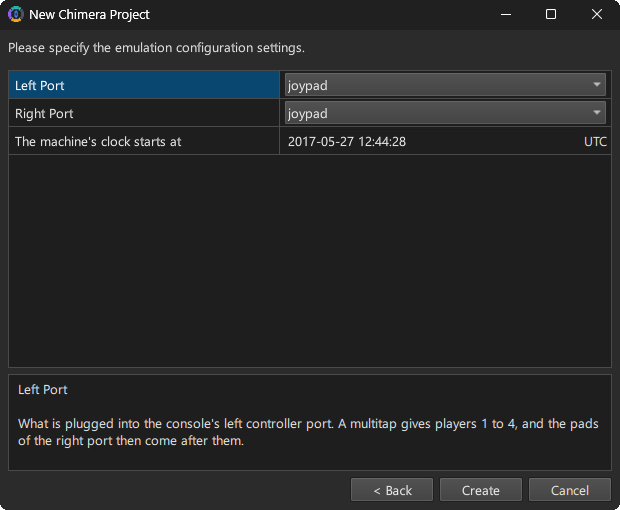 New Chimera Project
Please specify the emulation configuration settings.
Left Port
joypad
Right Port
joypad
The machine's clock starts at
2017-05-27 12:44:28
UTC
Left Port
What is plugged into the console's left controller port. A multitap gives players 1 to 4, and the pads
of the right port then come after them.
< Back
Create
Cancel